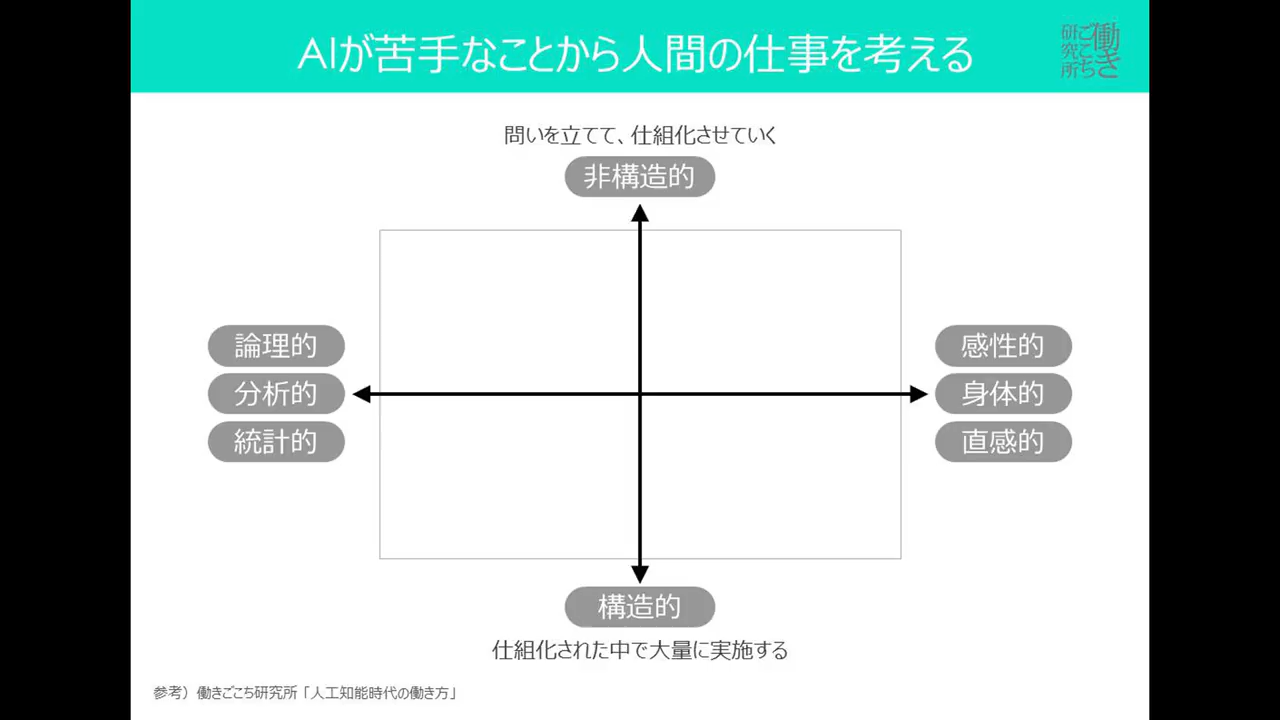 AIが苦手なことから人間の仕事を考える
働きごこち研究所
問いを立てて、仕組化させていく
非構造的
論理的
分析的
統計的
感性的
身体的
直感的
構造的
仕組化された中で大量に実施する
参考）働きごこち研究所「人工知能時代の働き方」